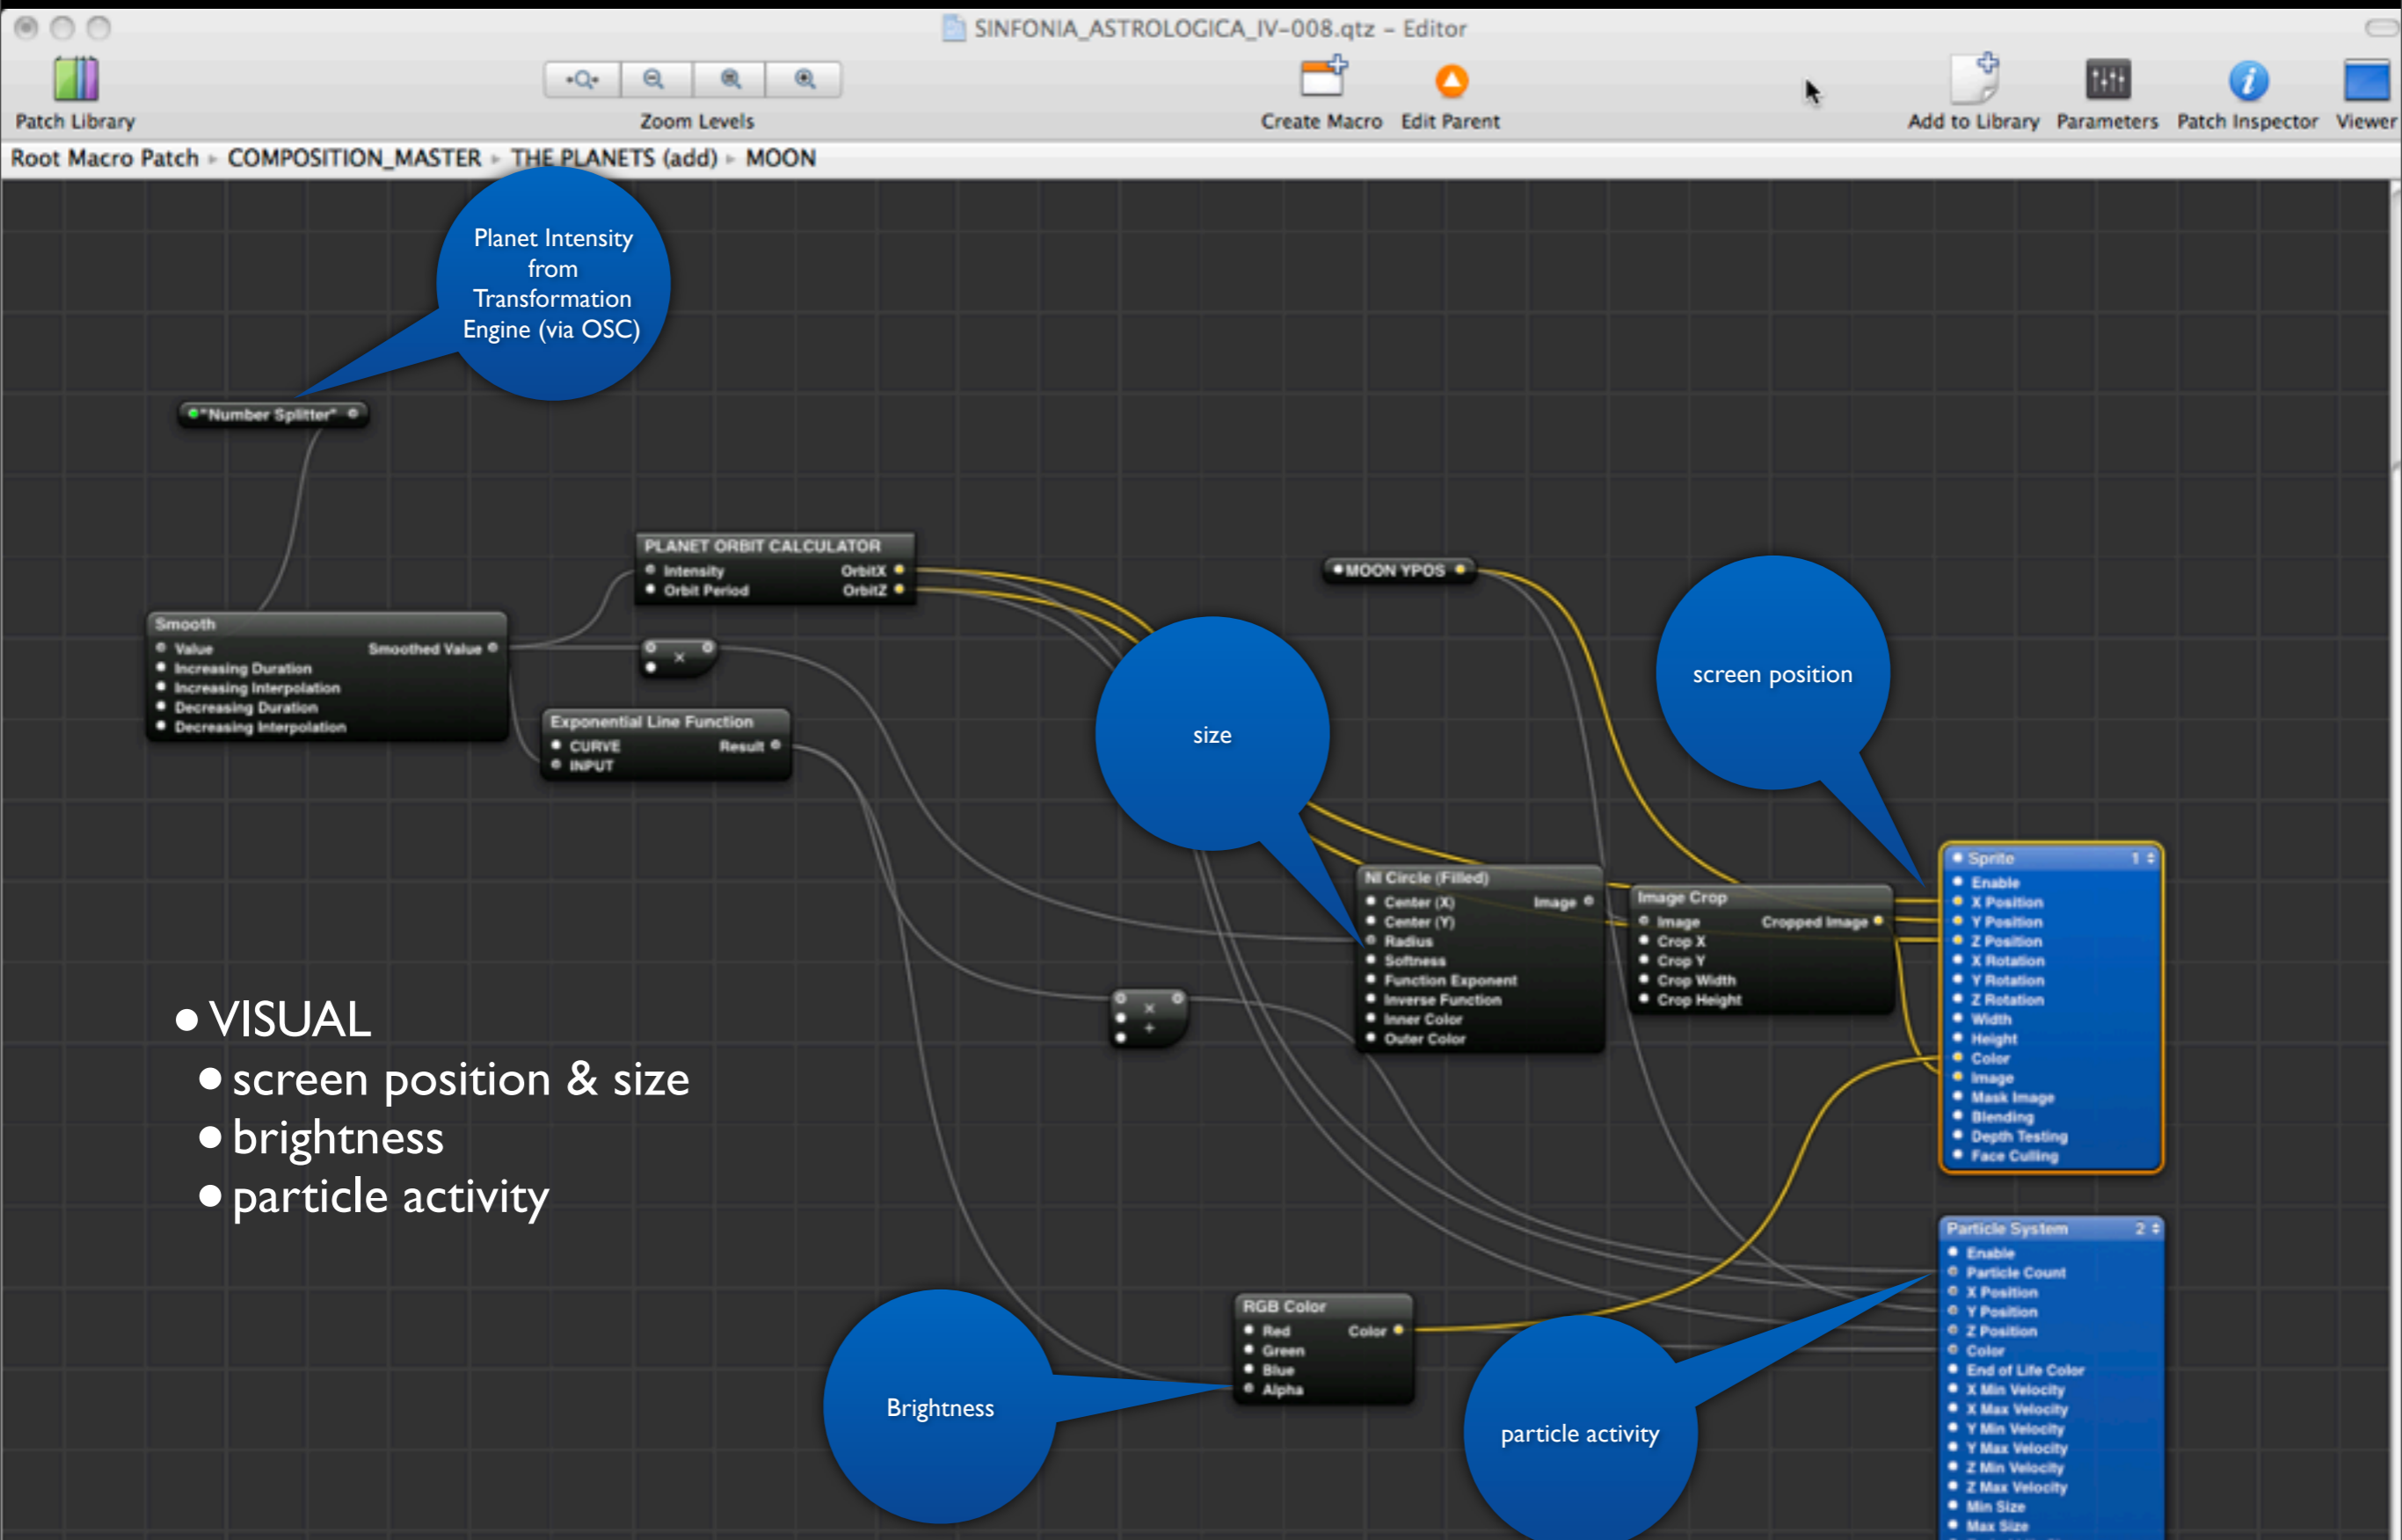 SINFONIA_ASTROLOGICA_IV-008.qtz – Editor
Patch Library
Zoom Levels
Create Macro
Edit Parent
Add to Library
Parameters
Patch Inspector
Viewer
Root Macro Patch ▸ COMPOSITION_MASTER ▸ THE PLANETS (add) ▸ MOON
Planet Intensity
from
Transformation
Engine (via OSC)
"Number Splitter"
Smooth
Value Smoothed Value
Increasing Duration
Increasing Interpolation
Decreasing Duration
Decreasing Interpolation
PLANET ORBIT CALCULATOR
Intensity OrbitX
Orbit Period OrbitZ
×
Exponential Line Function
CURVE Result
INPUT
MOON YPOS
size
screen position
NI Circle (Filled)
Center (X) Image
Center (Y)
Radius
Softness
Function Exponent
Inverse Function
Inner Color
Outer Color
Image Crop
Image Cropped Image
Crop X
Crop Y
Crop Width
Crop Height
Sprite 1
Enable
X Position
Y Position
Z Position
X Rotation
Y Rotation
Z Rotation
Width
Height
Color
Image
Mask Image
Blending
Depth Testing
Face Culling
×
+
• VISUAL
• screen position & size
• brightness
• particle activity
Brightness
RGB Color
Red Color
Green
Blue
Alpha
particle activity
Particle System 2
Enable
Particle Count
X Position
Y Position
Z Position
Color
End of Life Color
X Min Velocity
X Max Velocity
Y Min Velocity
Y Max Velocity
Z Min Velocity
Z Max Velocity
Min Size
Max Size